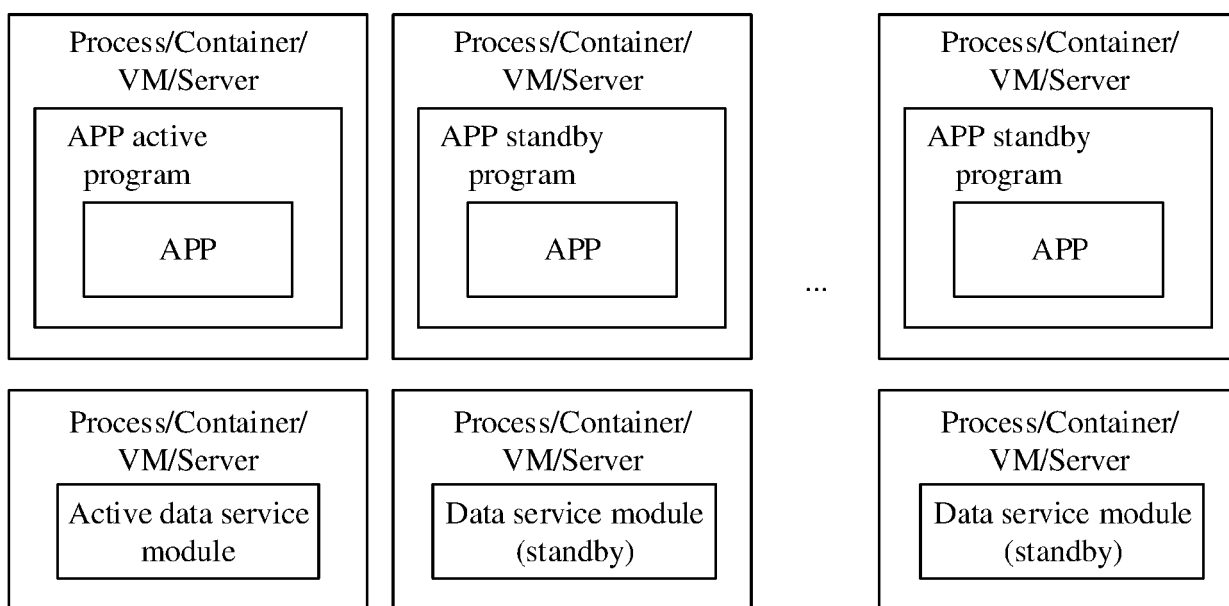 Process/Container/
VM/Server
APP active
program
APP
Process/Container/
VM/Server
APP standby
program
APP
...
Process/Container/
VM/Server
APP standby
program
APP
Process/Container/
VM/Server
Active data service
module
Process/Container/
VM/Server
Data service module
(standby)
Process/Container/
VM/Server
Data service module
(standby)